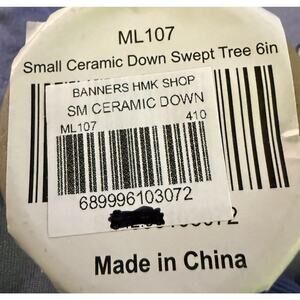 ML107
Small Ceramic Down Swept Tree 6in
BANNERS HMK SHOP
SM CERAMIC DOWN
ML107 410
689996103072
Made in China